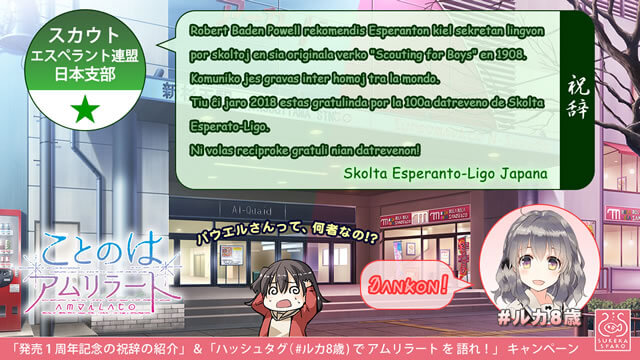 スカウト
エスペラント連盟
日本支部
Robert Baden Powell rekomendis Esperanton kiel sekretan lingvon
por skoltoj en sia originala verko "Scouting for Boys" en 1908.
Komuniko jes gravas inter homoj tra la mondo.
Tiu ĉi jaro 2018 estas gratulinda por la 100a datreveno de Skolta
Esperato-Ligo.
Ni volas reciproke gratuli nian datrevenon!
Skolta Esperanto-Ligo Japana
祝辞
Al-Quaid
パウエルさんって、何者なの!?
ことのは
アムリラート
AMRILATO
Dankon!
#ルカ8歳
SUKERA
SPARO
「発売1周年記念の祝辞の紹介」&「ハッシュタグ(#ルカ8歳)でアムリラートを語れ!」キャンペーン